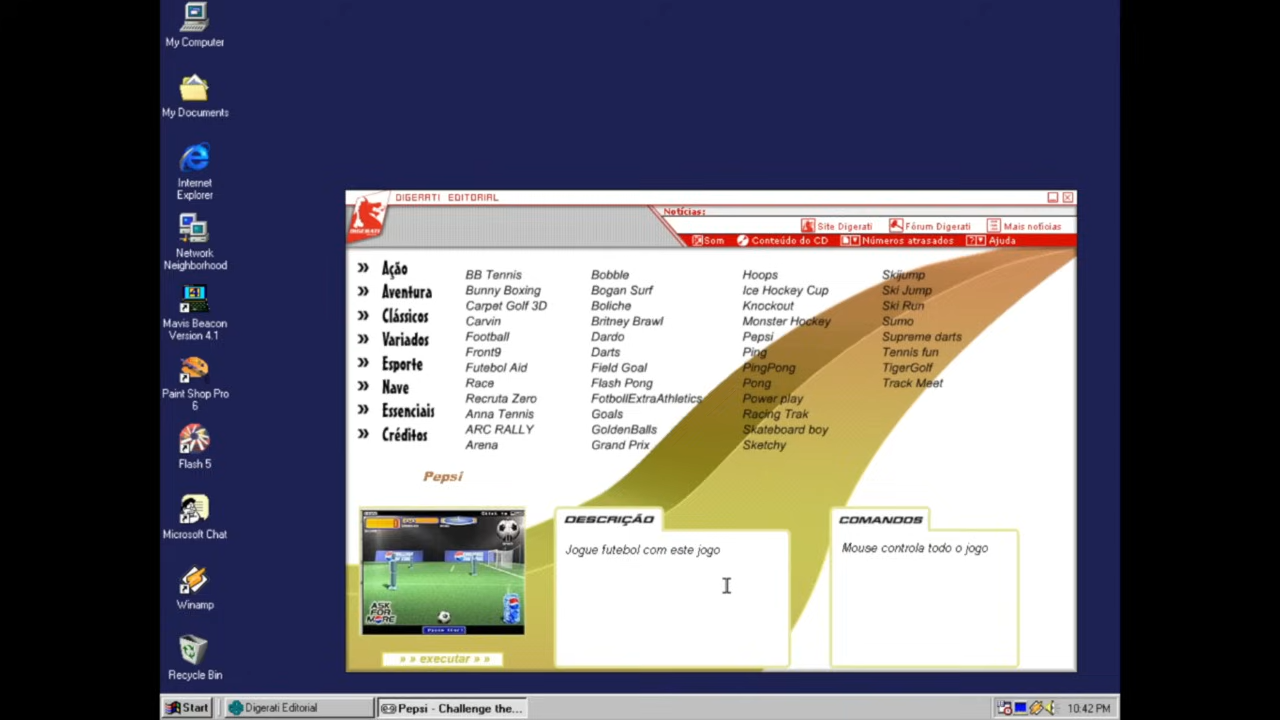 My Computer
My Documents
Internet
Explorer
Network
Neighborhood
Mavis Beacon
Version 4.1
Paint Shop Pro
6
Flash 5
Microsoft Chat
Winamp
Recycle Bin
DIGERATI EDITORIAL
Notícias:
Site Digerati Fórum Digerati Mais notícias
Som Conteúdo do CD Números atrasados Ajuda
» Ação
» Aventura
» Clássicos
» Variados
» Esporte
» Nave
» Essenciais
» Créditos
BB Tennis
Bunny Boxing
Carpet Golf 3D
Carvin
Football
Front9
Futebol Aid
Race
Recruta Zero
Anna Tennis
ARC RALLY
Arena
Bobble
Bogan Surf
Boliche
Britney Brawl
Dardo
Darts
Field Goal
Flash Pong
FotbollExtraAthletics
Goals
GoldenBalls
Grand Prix
Hoops
Ice Hockey Cup
Knockout
Monster Hockey
Pepsi
Ping
PingPong
Pong
Power play
Racing Trak
Skateboard boy
Sketchy
Skijump
Ski Jump
Ski Run
Sumo
Supreme darts
Tennis fun
TigerGolf
Track Meet
Pepsi
ASK
FOR
MORE
» » executar » »
DESCRIÇÃO
Jogue futebol com este jogo
COMANDOS
Mouse controla todo o jogo
Start Digerati Editorial Pepsi - Challenge the... 10:42 PM